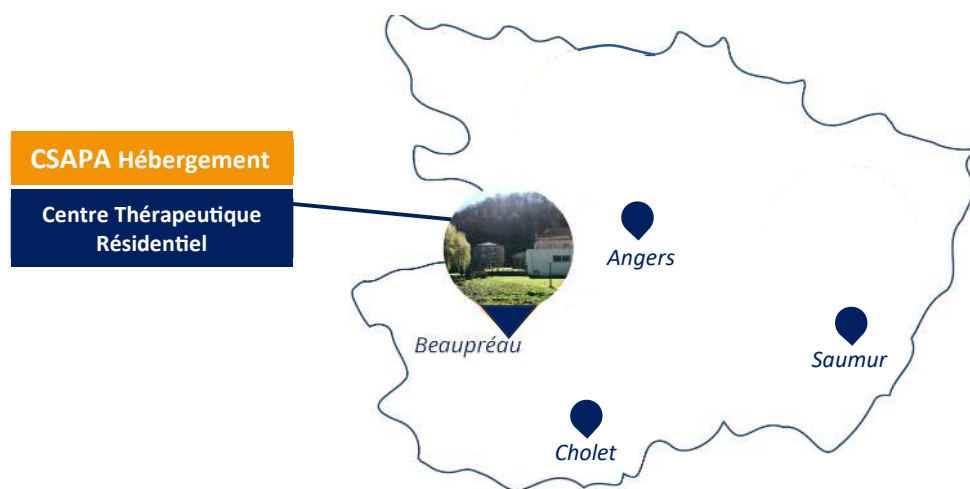 CSAPA Hébergement
Centre Thérapeutique
Résidentiel
Angers
Beaupréau
Saumur
Cholet